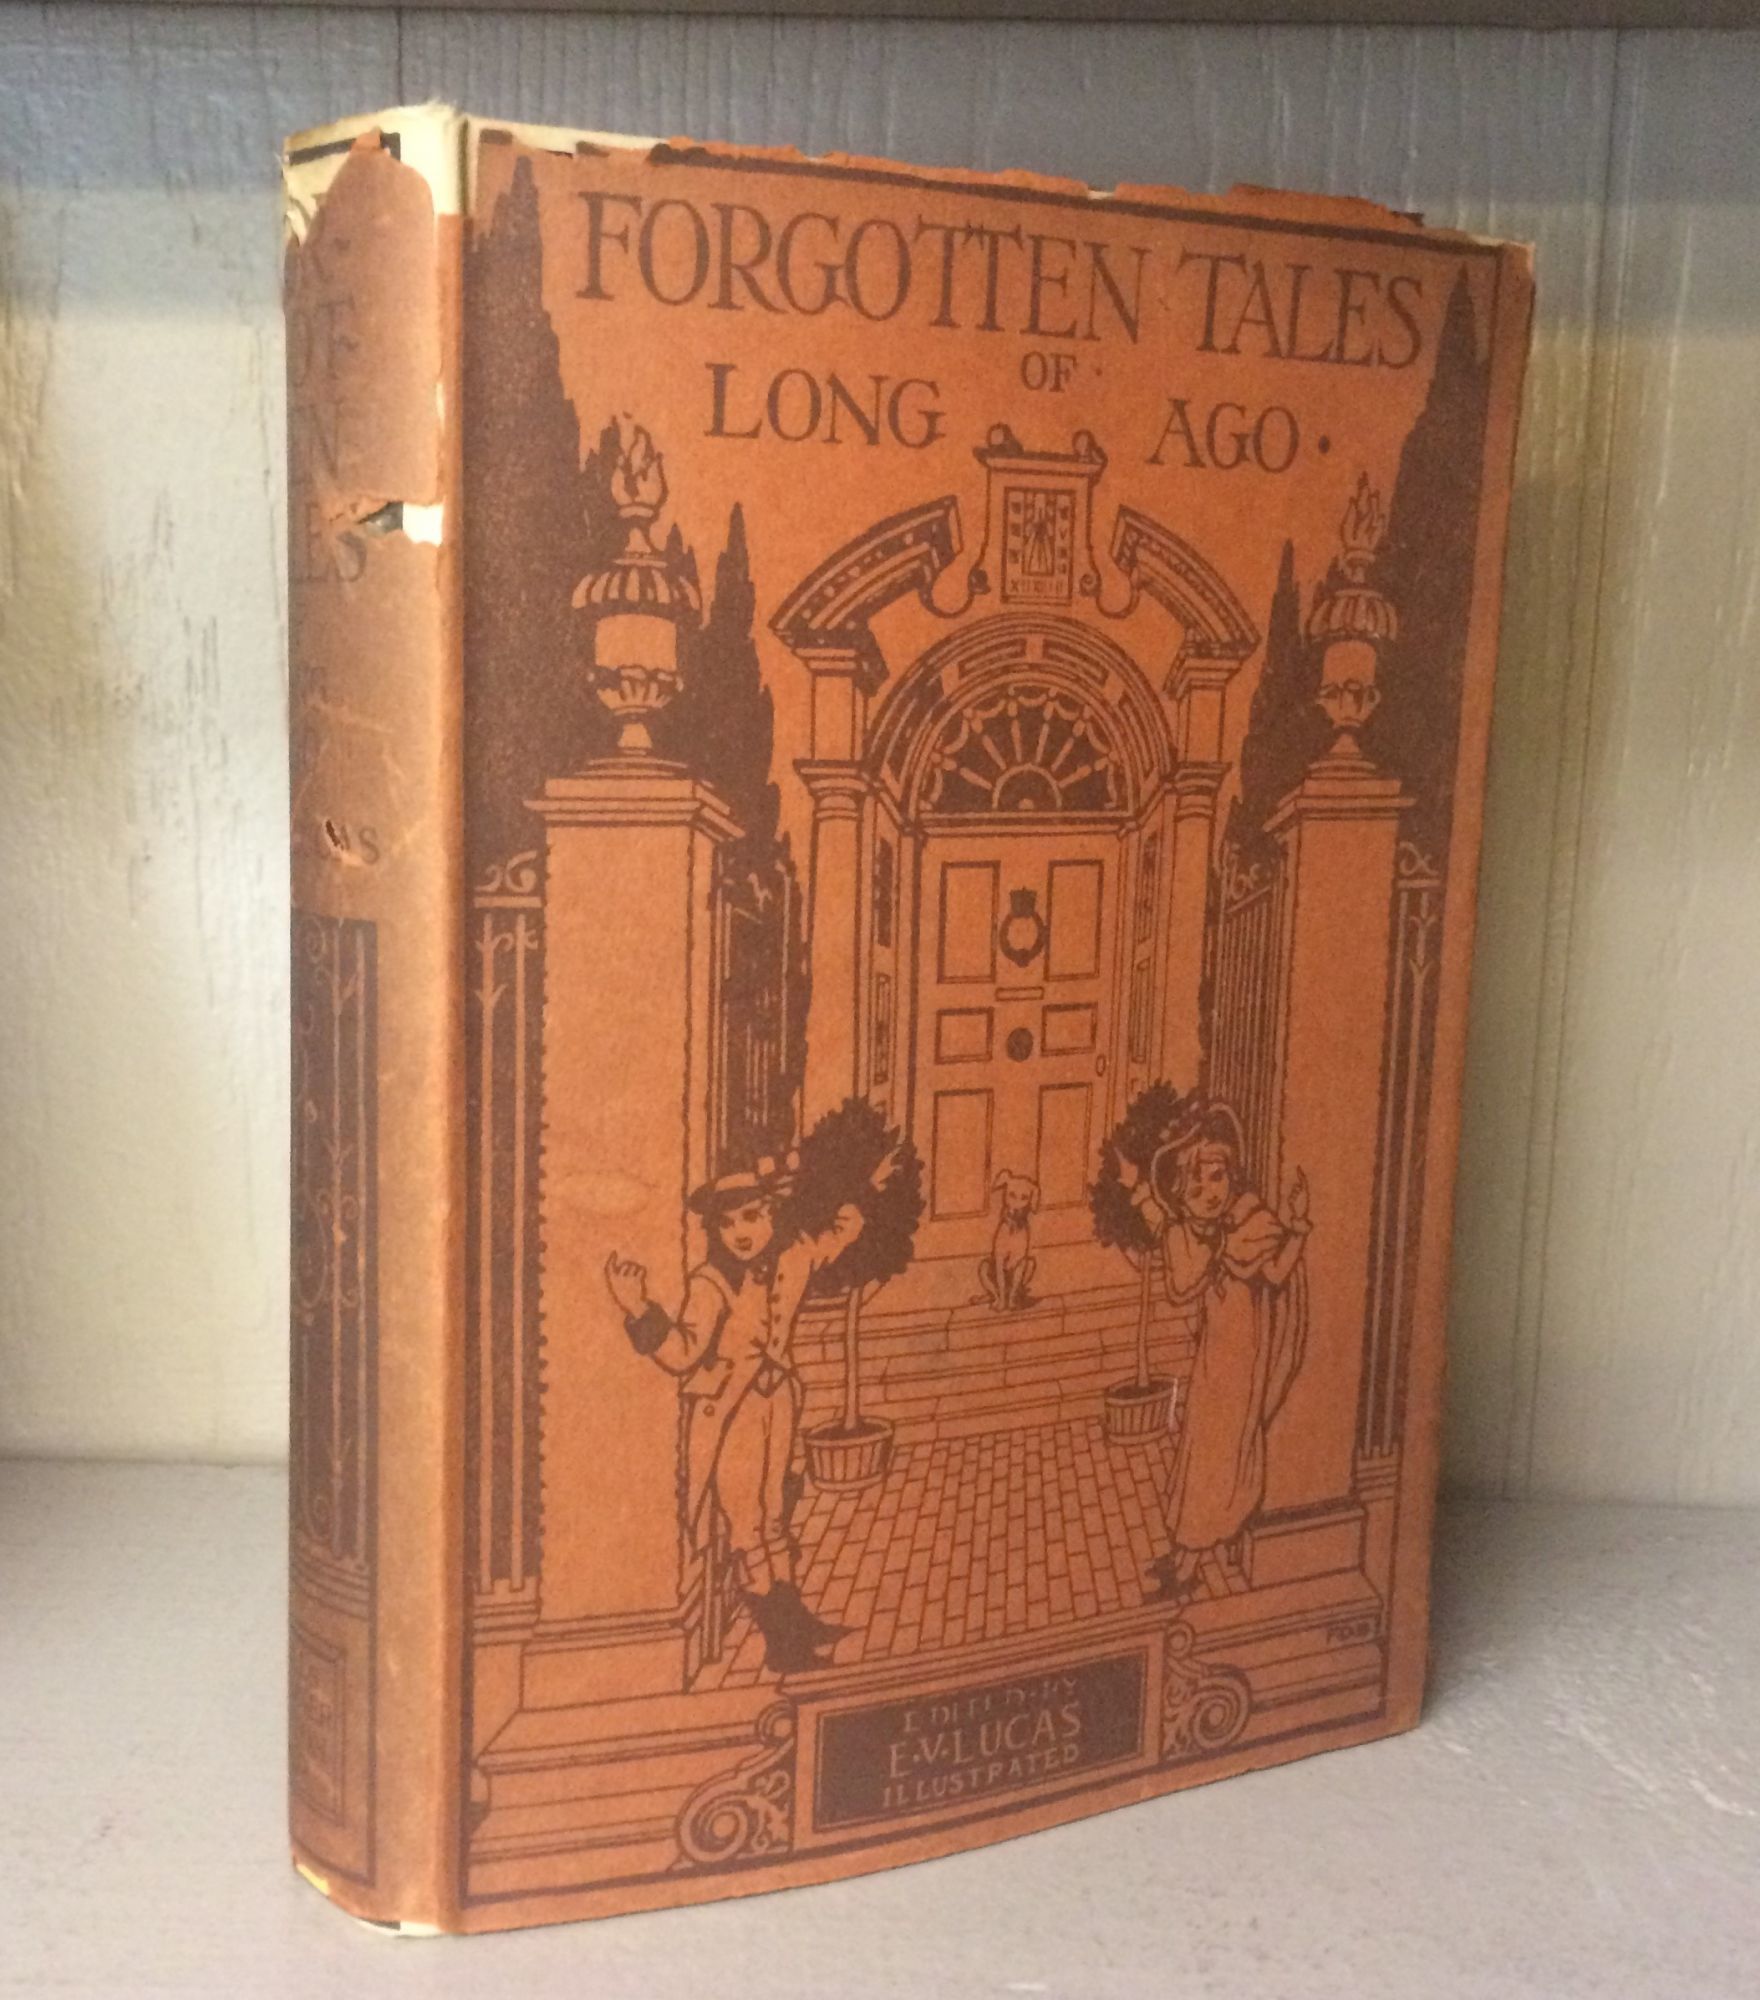 FORGOTTEN TALES
OF
LONG AGO.
EDITED BY
E.V.LUCAS
ILLUSTRATED